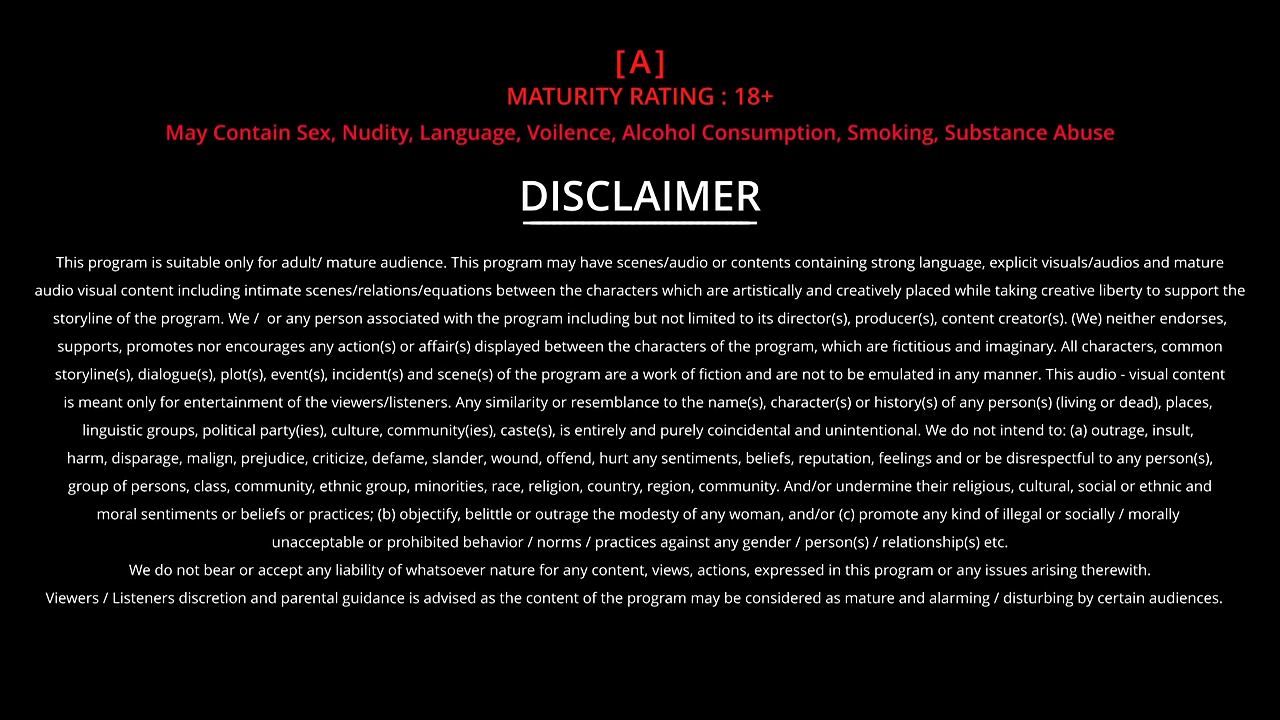 [A]
MATURITY RATING : 18+
May Contain Sex, Nudity, Language, Voilence, Alcohol Consumption, Smoking, Substance Abuse
DISCLAIMER
This program is suitable only for adult/ mature audience. This program may have scenes/audio or contents containing strong language, explicit visuals/audios and mature
audio visual content including intimate scenes/relations/equations between the characters which are artistically and creatively placed while taking creative liberty to support the
storyline of the program. We /  or any person associated with the program including but not limited to its director(s), producer(s), content creator(s). (We) neither endorses,
supports, promotes nor encourages any action(s) or affair(s) displayed between the characters of the program, which are fictitious and imaginary. All characters, common
storyline(s), dialogue(s), plot(s), event(s), incident(s) and scene(s) of the program are a work of fiction and are not to be emulated in any manner. This audio - visual content
is meant only for entertainment of the viewers/listeners. Any similarity or resemblance to the name(s), character(s) or history(s) of any person(s) (living or dead), places,
linguistic groups, political party(ies), culture, community(ies), caste(s), is entirely and purely coincidental and unintentional. We do not intend to: (a) outrage, insult,
harm, disparage, malign, prejudice, criticize, defame, slander, wound, offend, hurt any sentiments, beliefs, reputation, feelings and or be disrespectful to any person(s),
group of persons, class, community, ethnic group, minorities, race, religion, country, region, community. And/or undermine their religious, cultural, social or ethnic and
moral sentiments or beliefs or practices; (b) objectify, belittle or outrage the modesty of any woman, and/or (c) promote any kind of illegal or socially / morally
unacceptable or prohibited behavior / norms / practices against any gender / person(s) / relationship(s) etc.
We do not bear or accept any liability of whatsoever nature for any content, views, actions, expressed in this program or any issues arising therewith.
Viewers / Listeners discretion and parental guidance is advised as the content of the program may be considered as mature and alarming / disturbing by certain audiences.